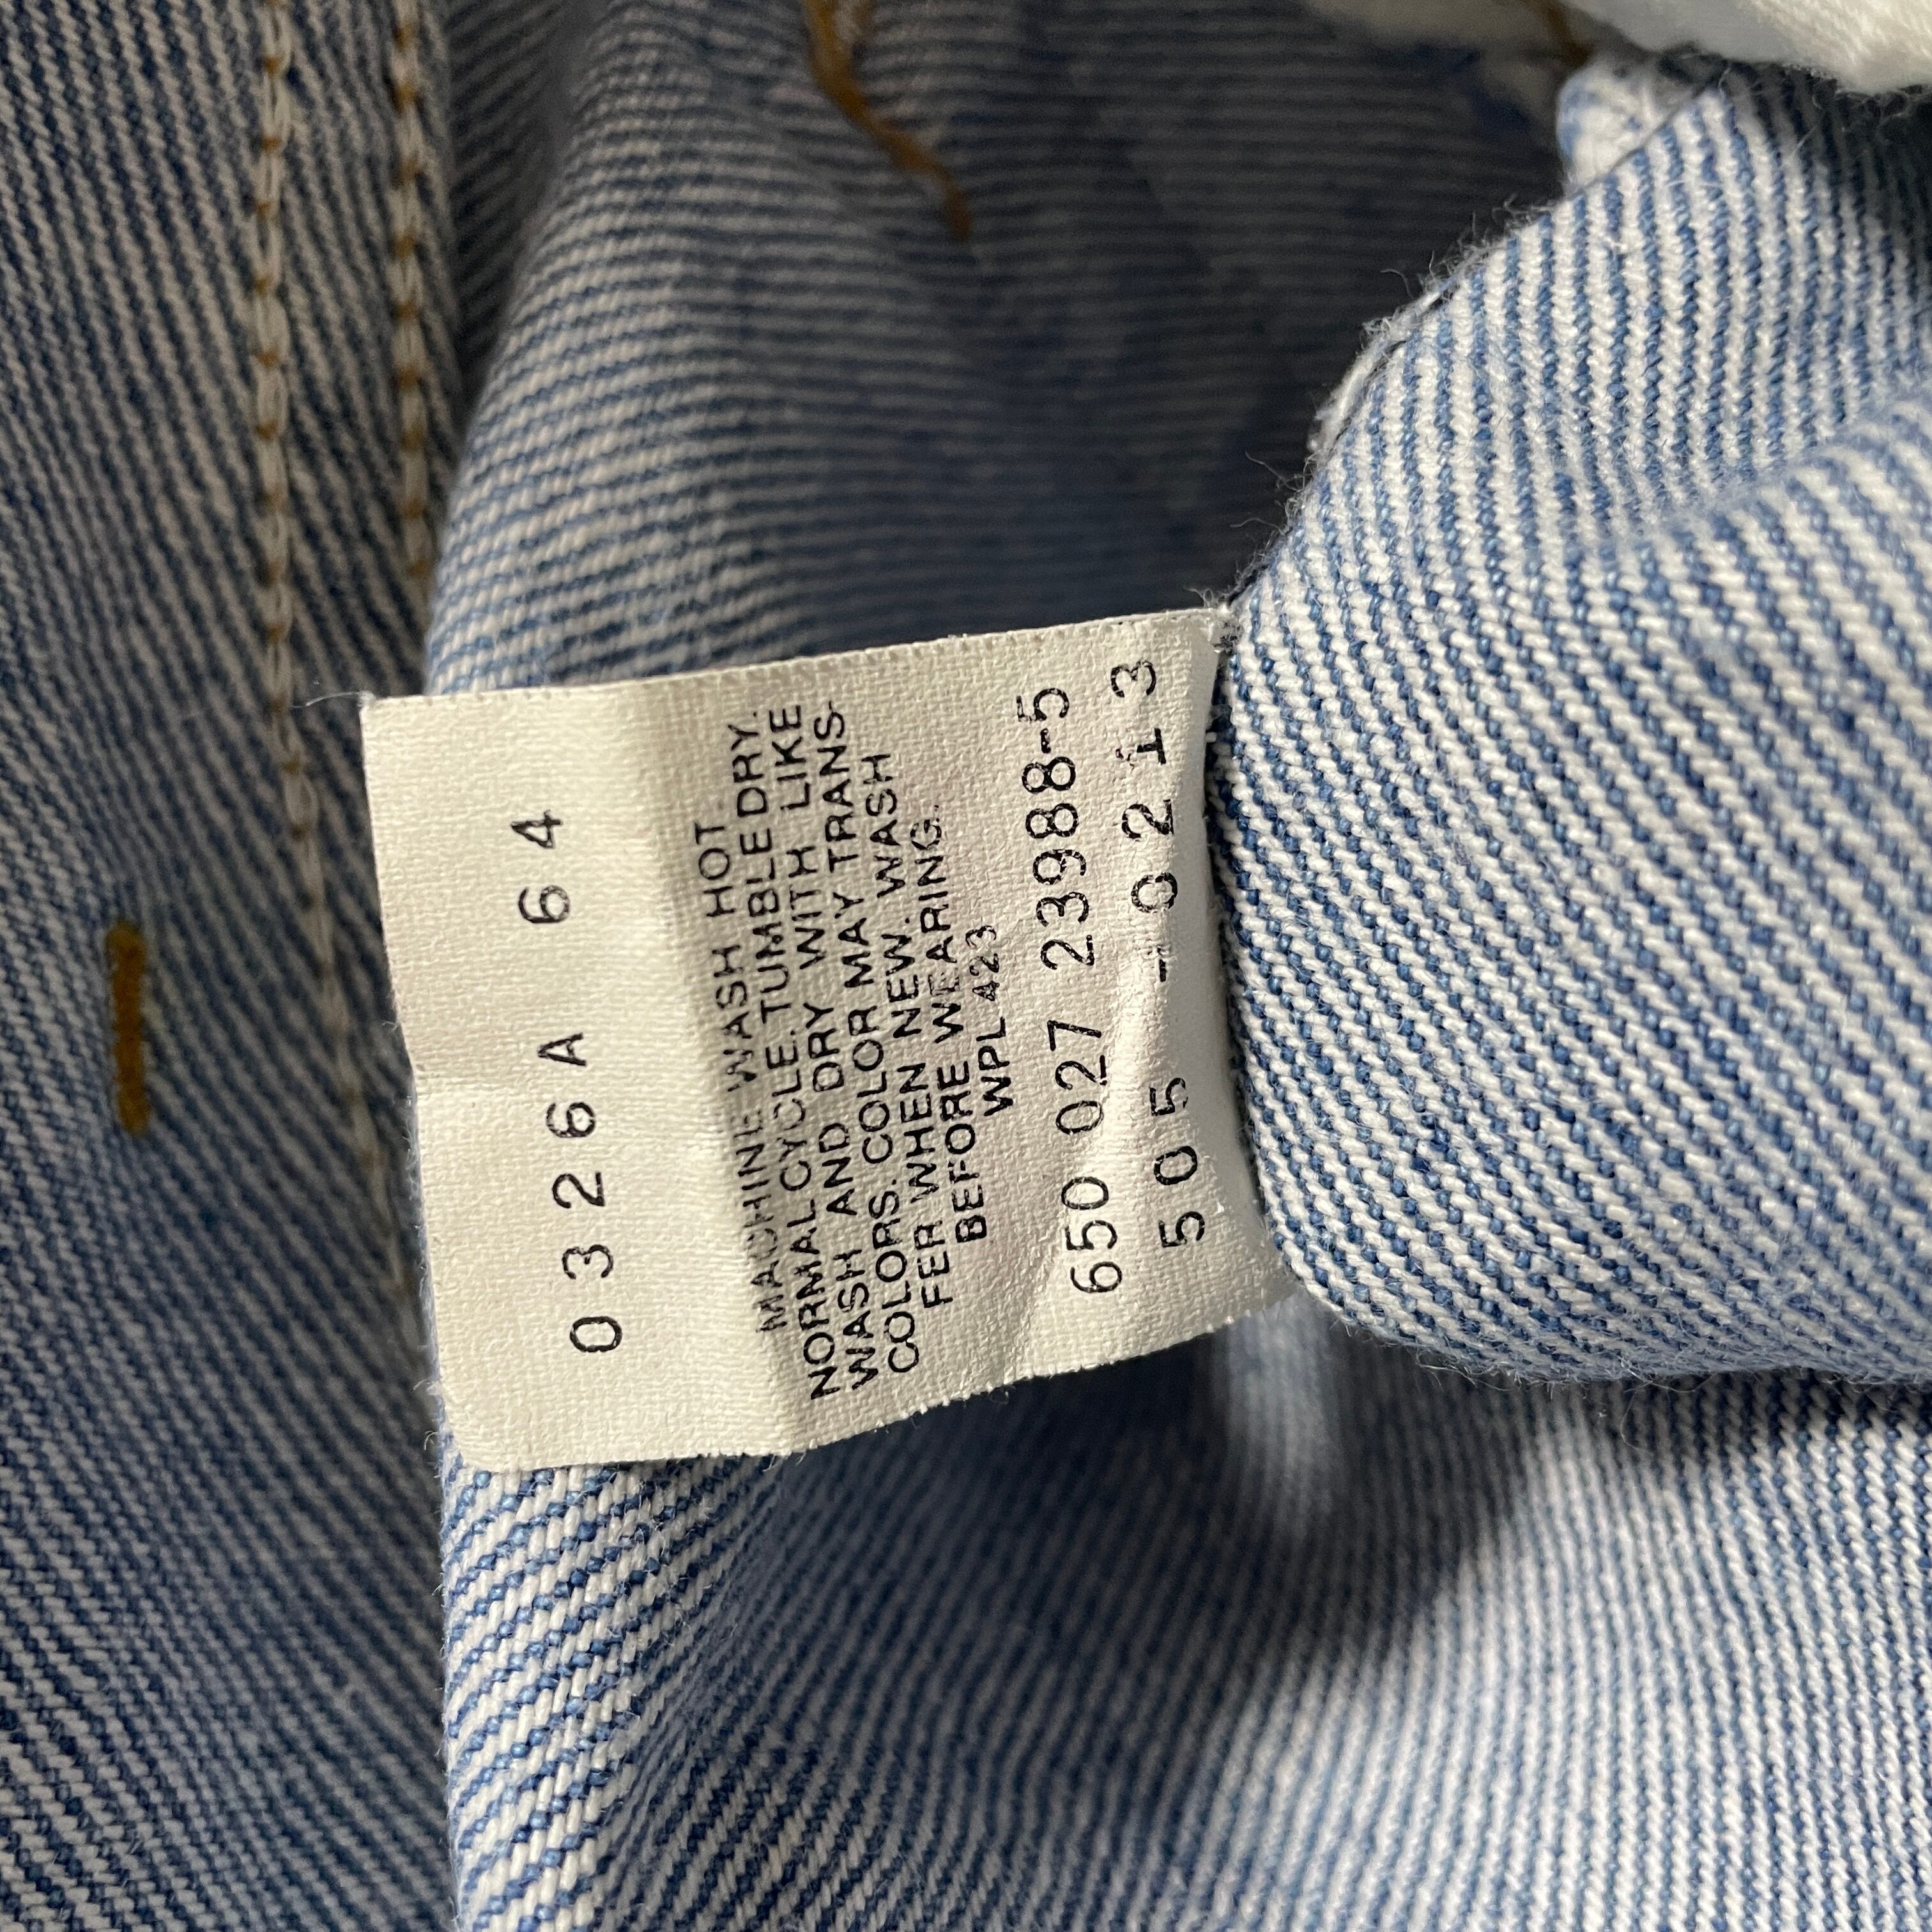 0326A 64
MACHINE WASH HOT
NORMAL CYCLE. TUMBLE DRY.
WASH AND DRY WITH LIKE
COLORS. COLOR MAY TRANS-
FER WHEN NEW. WASH
BEFORE WEARING.
WPL 423
650 027 23988-5
505 -0213